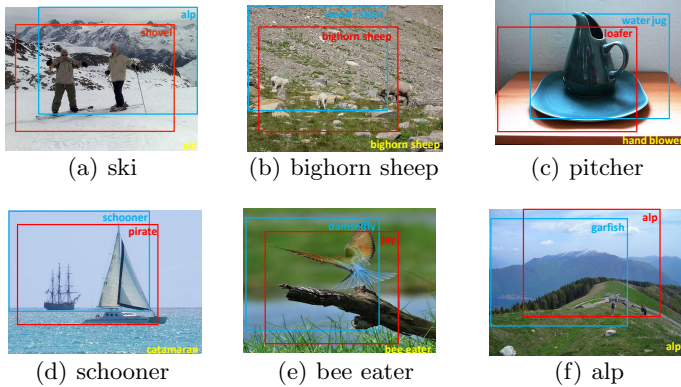 alp
shovel
ski
(a) ski
bighorn sheep
bighorn sheep
(b) bighorn sheep
water jug
loafer
hand blower
(c) pitcher
schooner
pirate
catamaran
(d) schooner
jay
bee eater
(e) bee eater
alp
garfish
alp
(f) alp